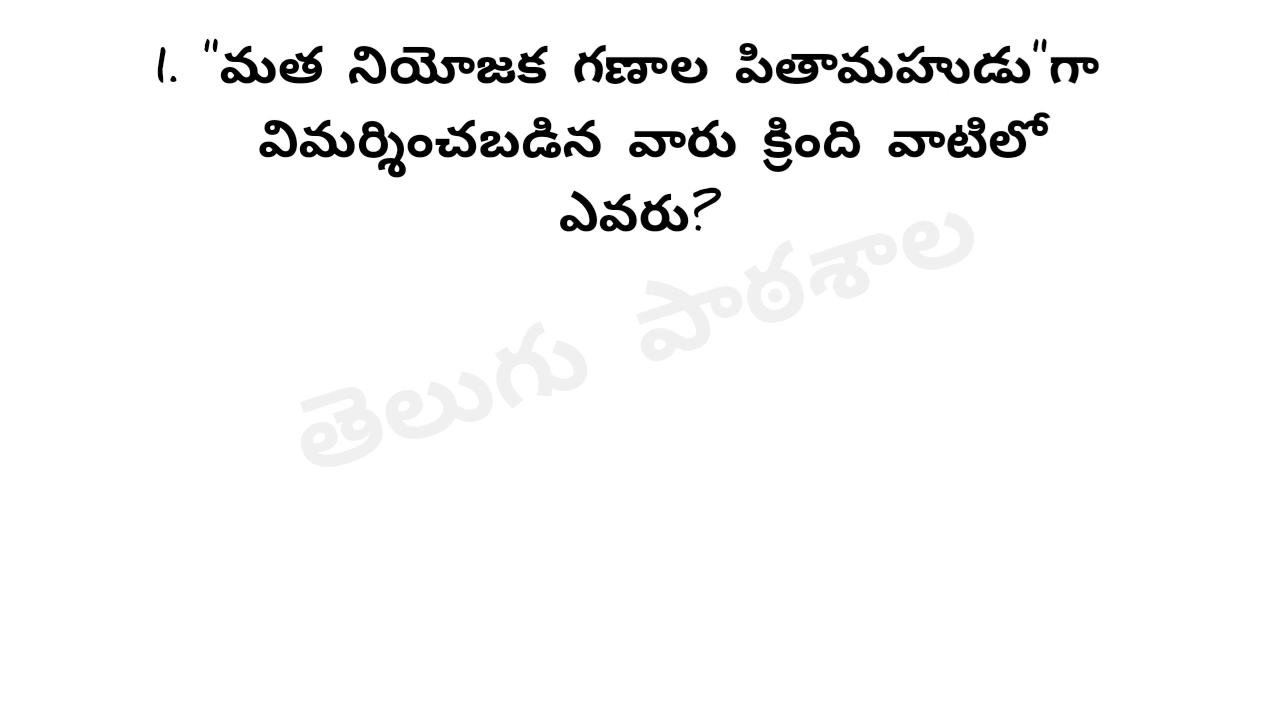 1. "మత నియోజక గణాల పితామహుడు"గా
విమర్శించబడిన వారు క్రింది వాటిలో
ఎవరు?
తెలుగు పాఠశాల